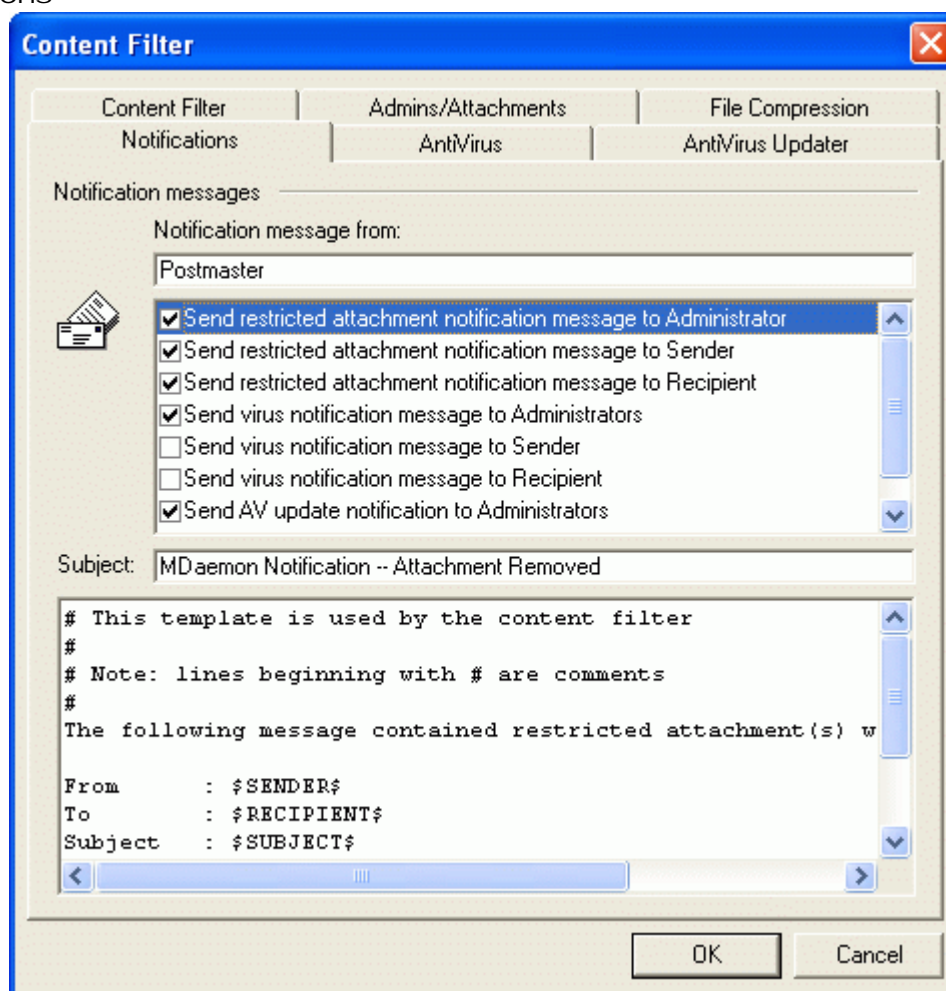 Content Filter
Content Filter
Admins/Attachments
File Compression
Notifications
AntiVirus
AntiVirus Updater
Notification messages
Notification message from:
Postmaster
Send restricted attachment notification message to Administrator
Send restricted attachment notification message to Sender
Send restricted attachment notification message to Recipient
Send virus notification message to Administrators
Send virus notification message to Sender
Send virus notification message to Recipient
Send AV update notification to Administrators
Subject: MDaemon Notification -- Attachment Removed
# This template is used by the content filter
#
# Note: lines beginning with # are comments
#
The following message contained restricted attachment(s) w
From : $SENDER$
To : $RECIPIENT$
Subject : $SUBJECT$
OK
Cancel